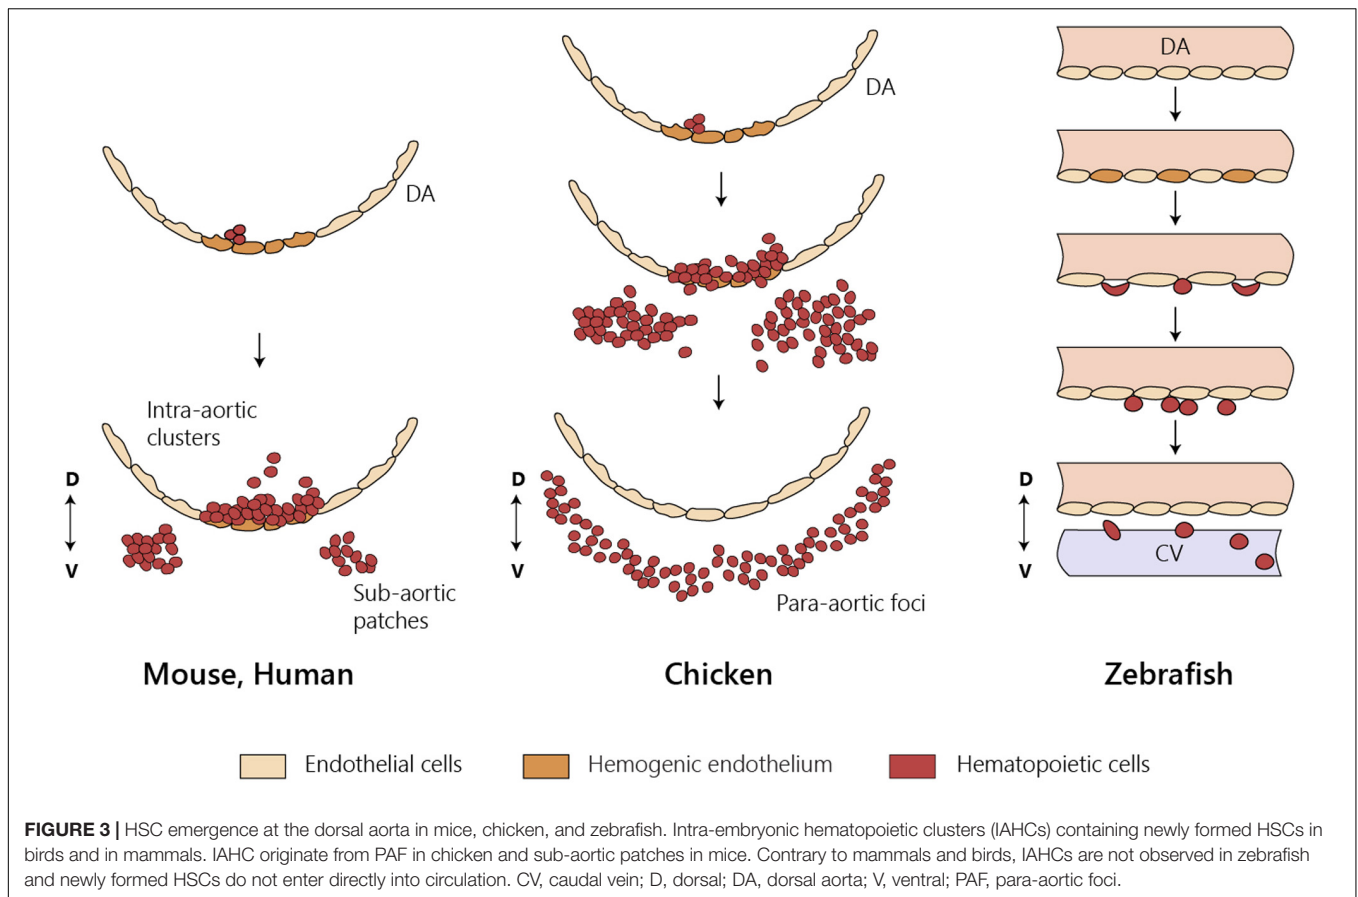 DA
Intra-aortic
clusters
D
V
Sub-aortic
patches
Mouse, Human
DA
D
V
Para-aortic foci
Chicken
DA
D
V
CV
Zebrafish
Endothelial cells
Hemogenic endothelium
Hematopoietic cells
FIGURE 3 | HSC emergence at the dorsal aorta in mice, chicken, and zebrafish. Intra-embryonic hematopoietic clusters (IAHCs) containing newly formed HSCs in
birds and in mammals. IAHC originate from PAF in chicken and sub-aortic patches in mice. Contrary to mammals and birds, IAHCs are not observed in zebrafish
and newly formed HSCs do not enter directly into circulation. CV, caudal vein; D, dorsal; DA, dorsal aorta; V, ventral; PAF, para-aortic foci.